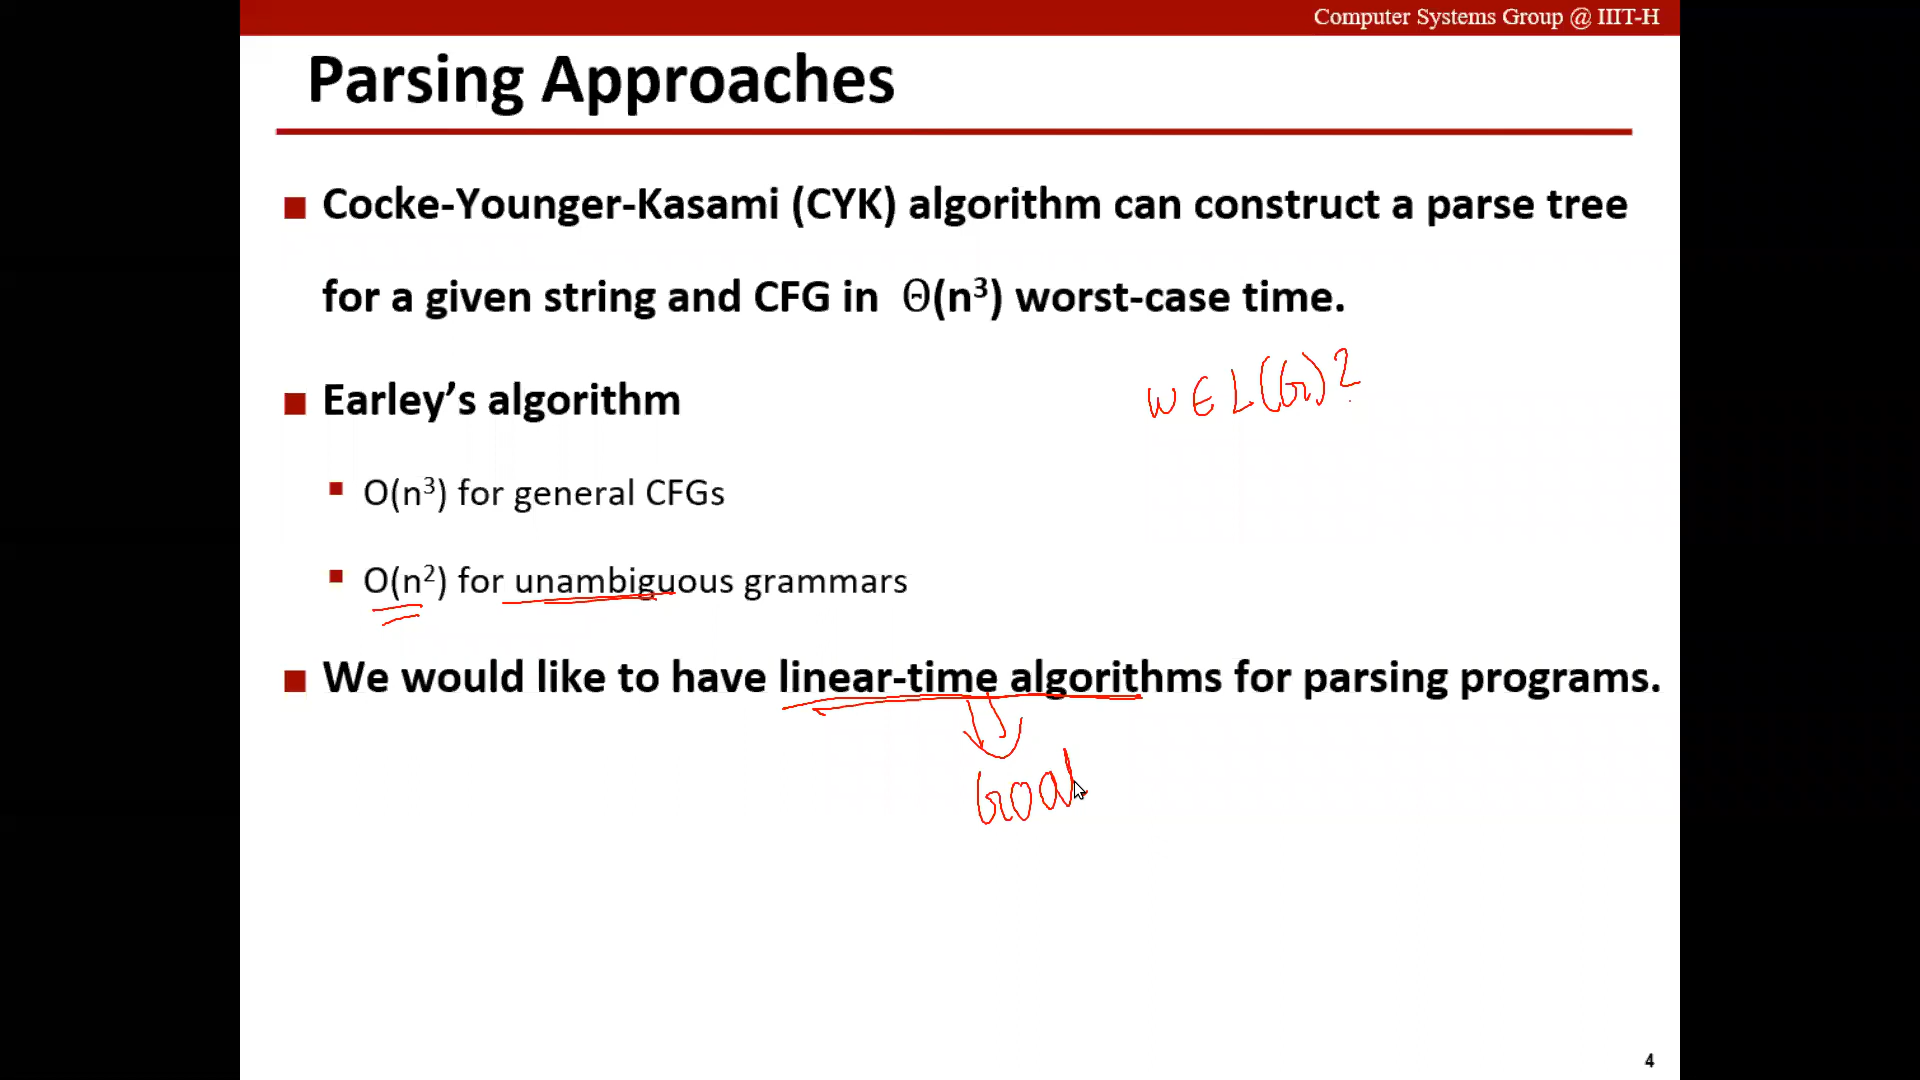 Computer Systems Group @ IIIT-H
Parsing Approaches
Cocke-Younger-Kasami (CYK) algorithm can construct a parse tree
for a given string and CFG in Θ(n³) worst-case time.
w ∈ L(G)?
Earley’s algorithm
O(n³) for general CFGs
O(n²) for unambiguous grammars
We would like to have linear-time algorithms for parsing programs.
Goal
4